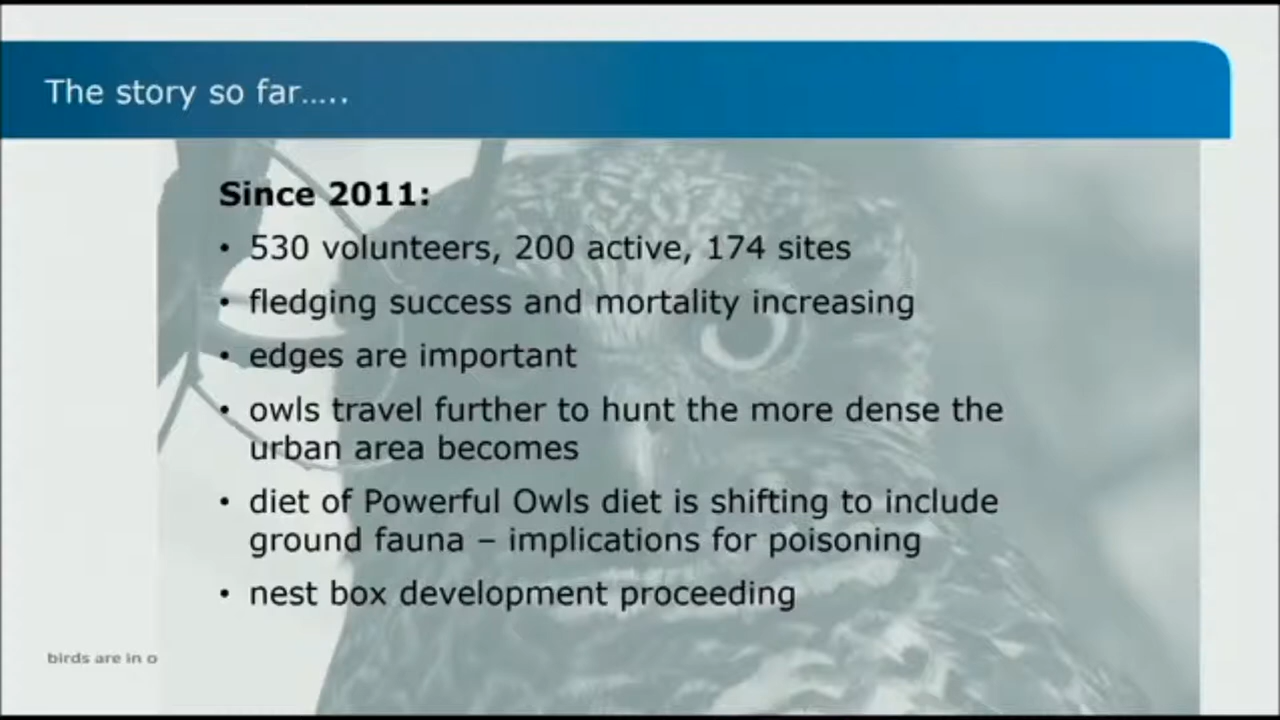 The story so far…..
Since 2011:
• 530 volunteers, 200 active, 174 sites
• fledging success and mortality increasing
• edges are important
• owls travel further to hunt the more dense the
urban area becomes
• diet of Powerful Owls diet is shifting to include
ground fauna – implications for poisoning
• nest box development proceeding
birds are in o